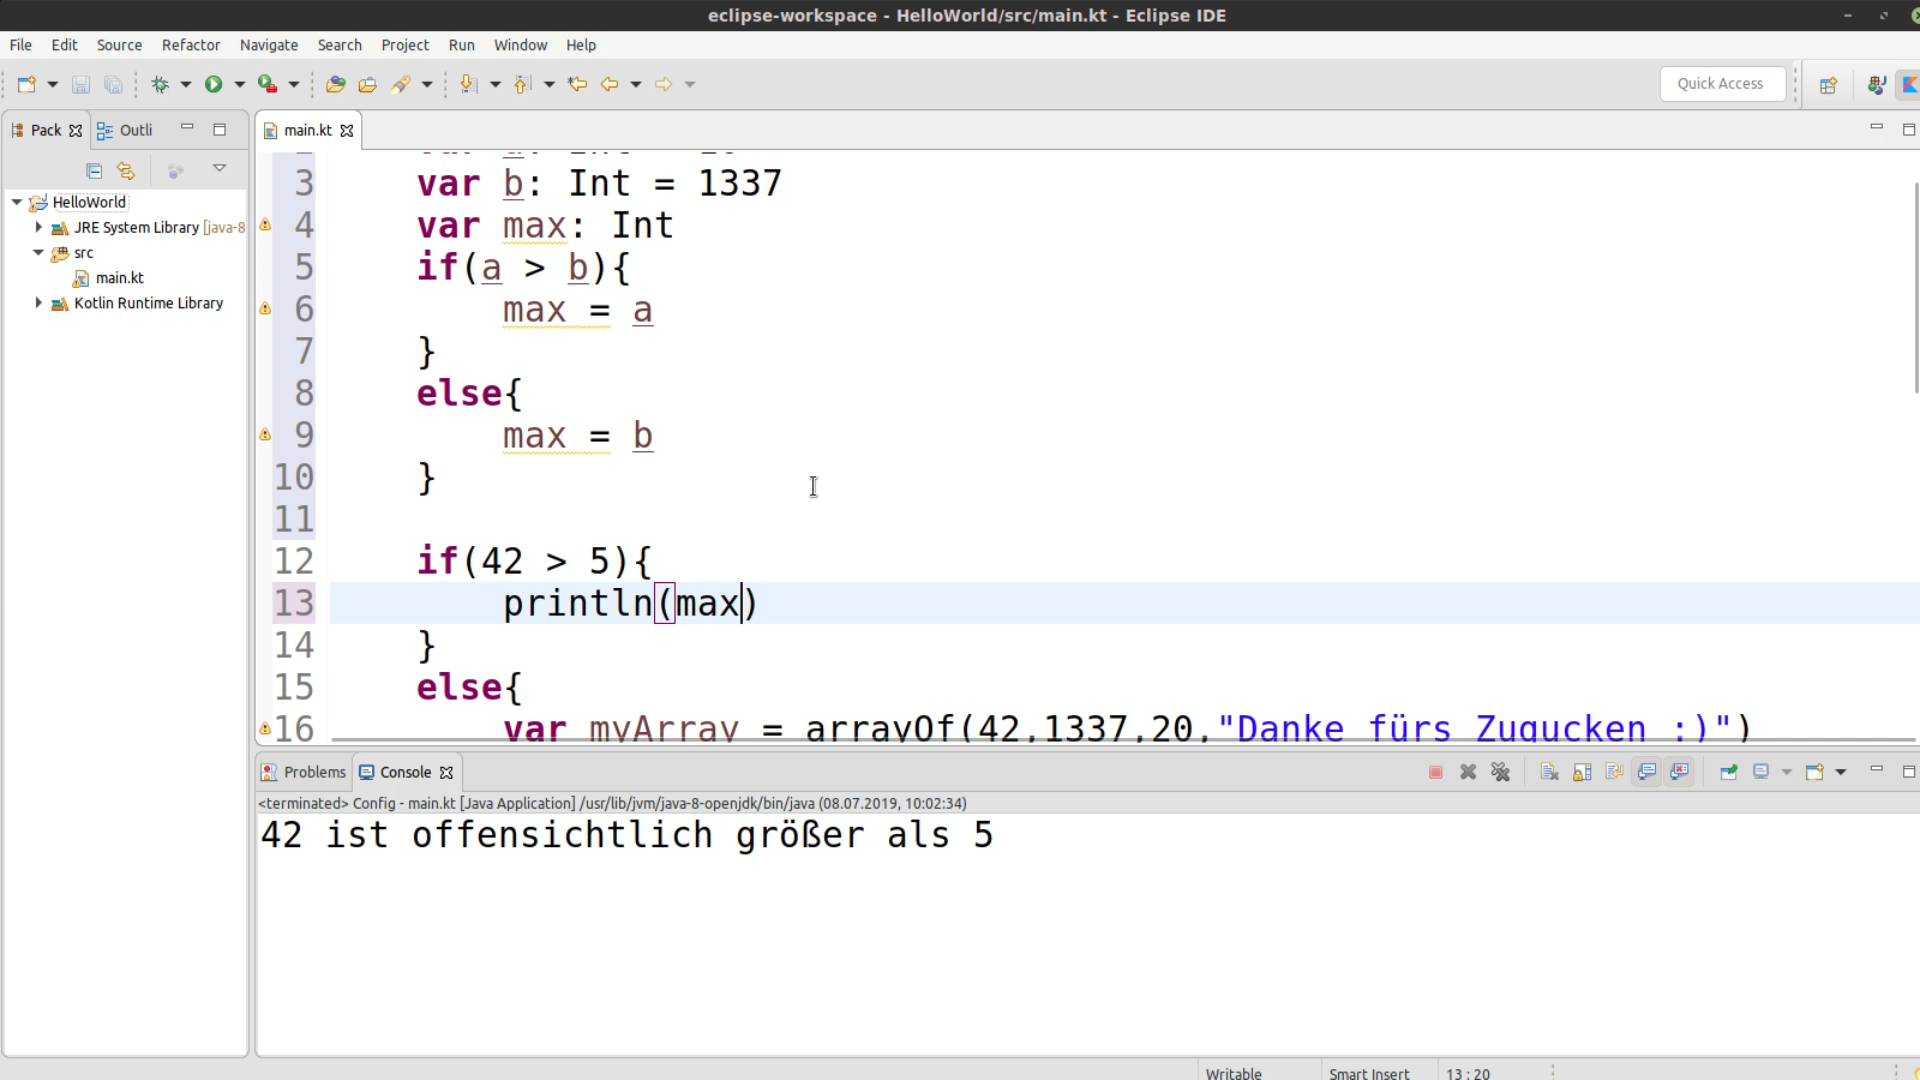 eclipse-workspace - HelloWorld/src/main.kt - Eclipse IDE
File Edit Source Refactor Navigate Search Project Run Window Help
Quick Access
Pack Outli
main.kt
HelloWorld
JRE System Library [java-8
src
main.kt
Kotlin Runtime Library
3 var b: Int = 1337
4 var max: Int
5 if(a > b){
6 max = a
7 }
8 else{
9 max = b
10 }
11
12 if(42 > 5){
13 println(max)
14 }
15 else{
16 var myArray = arrayOf(42,1337,20,"Danke fürs Zugucken :)")
Problems Console
<terminated> Config - main.kt [Java Application] /usr/lib/jvm/java-8-openjdk/bin/java (08.07.2019, 10:02:34)
42 ist offensichtlich größer als 5
Writable Smart Insert 13 : 20